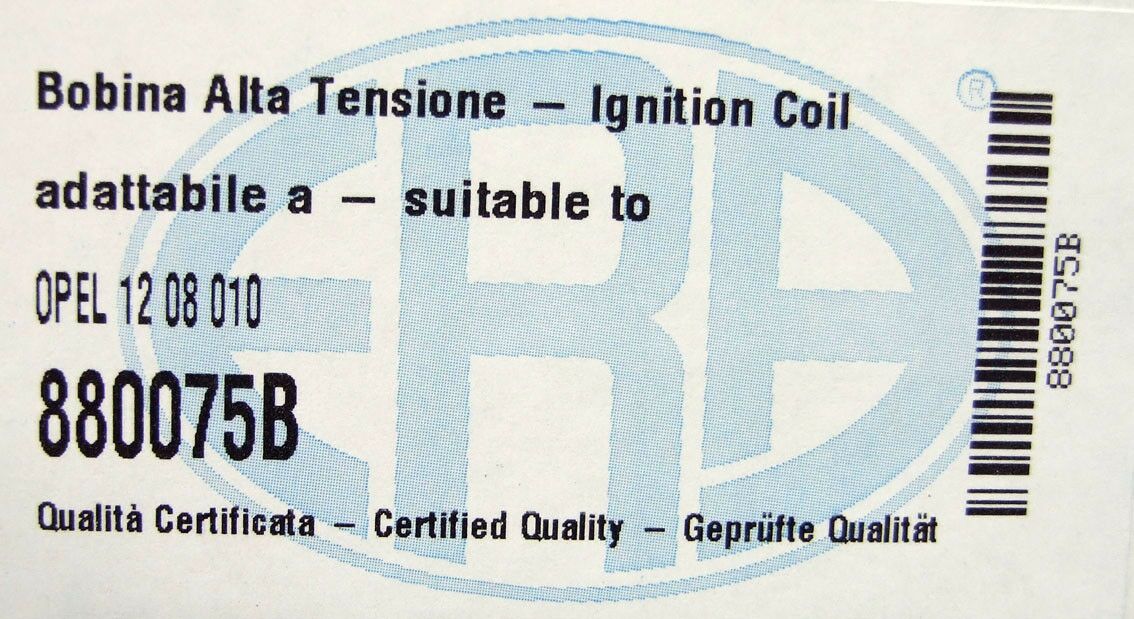 Bobina Alta Tensione – Ignition Coil
adattabile a – suitable to
OPEL 12 08 010
880075B
Qualità Certificata – Certified Quality – Geprüfte Qualität
ERA
®
880075B